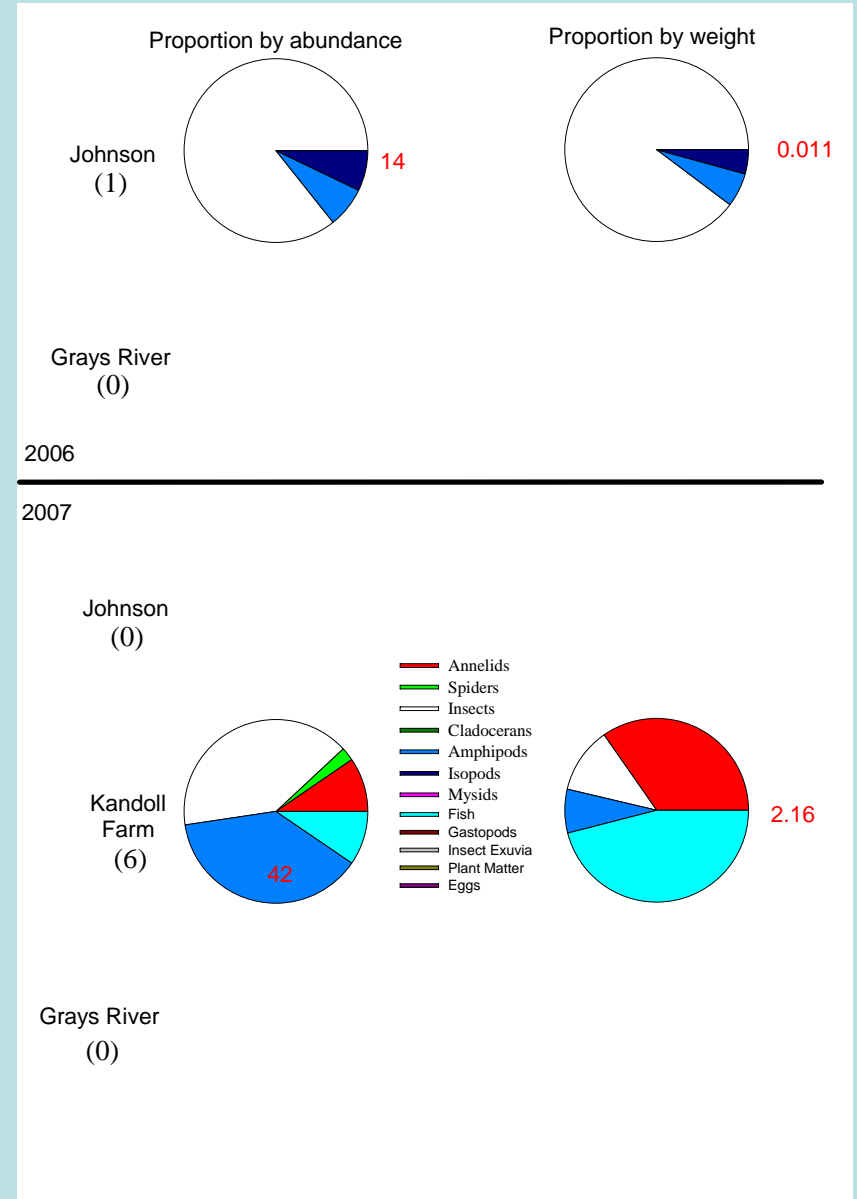 Proportion by abundance
Proportion by weight
Johnson
(1)
14
0.011
Grays River
(0)
2006
2007
Johnson
(0)
Annelids
Spiders
Insects
Cladocerans
Amphipods
Isopods
Mysids
Fish
Gastopods
Insect Exuvia
Plant Matter
Eggs
Kandoll
Farm
(6)
42
2.16
Grays River
(0)